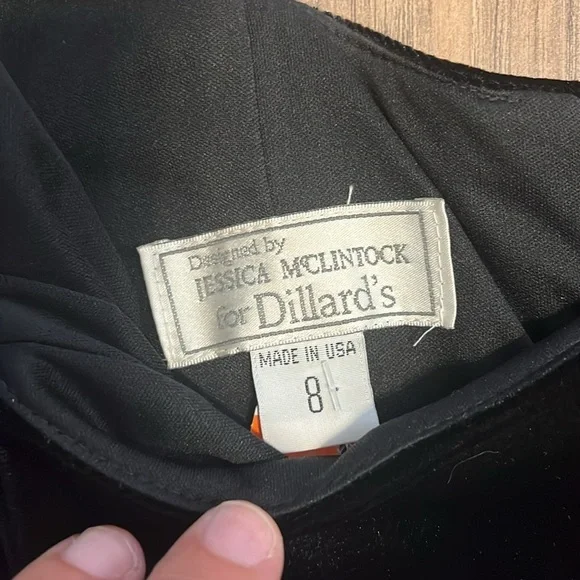 Designed by
JESSICA McCLINTOCK
for Dillard's
MADE IN USA
8